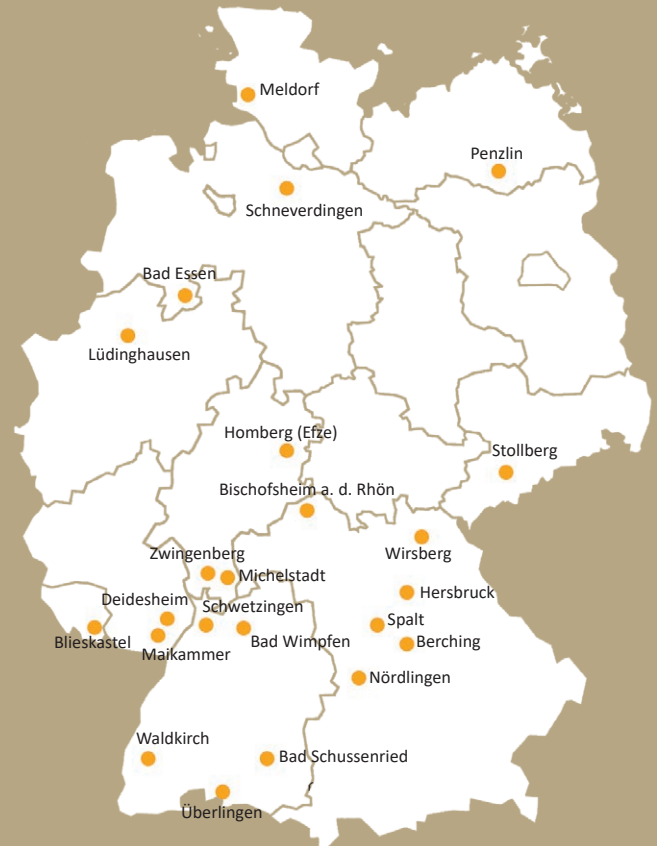 Meldorf
Penzlin
Schneverdingen
Bad Essen
Lüdinghausen
Homberg (Efze)
Stollberg
Bischofsheim a. d. Rhön
Wirsberg
Zwingenberg
Michelstadt
Hersbruck
Deidesheim
Schwetzingen
Spalt
Blieskastel
Bad Wimpfen
Berching
Maikammer
Nördlingen
Waldkirch
Bad Schussenried
Überlingen